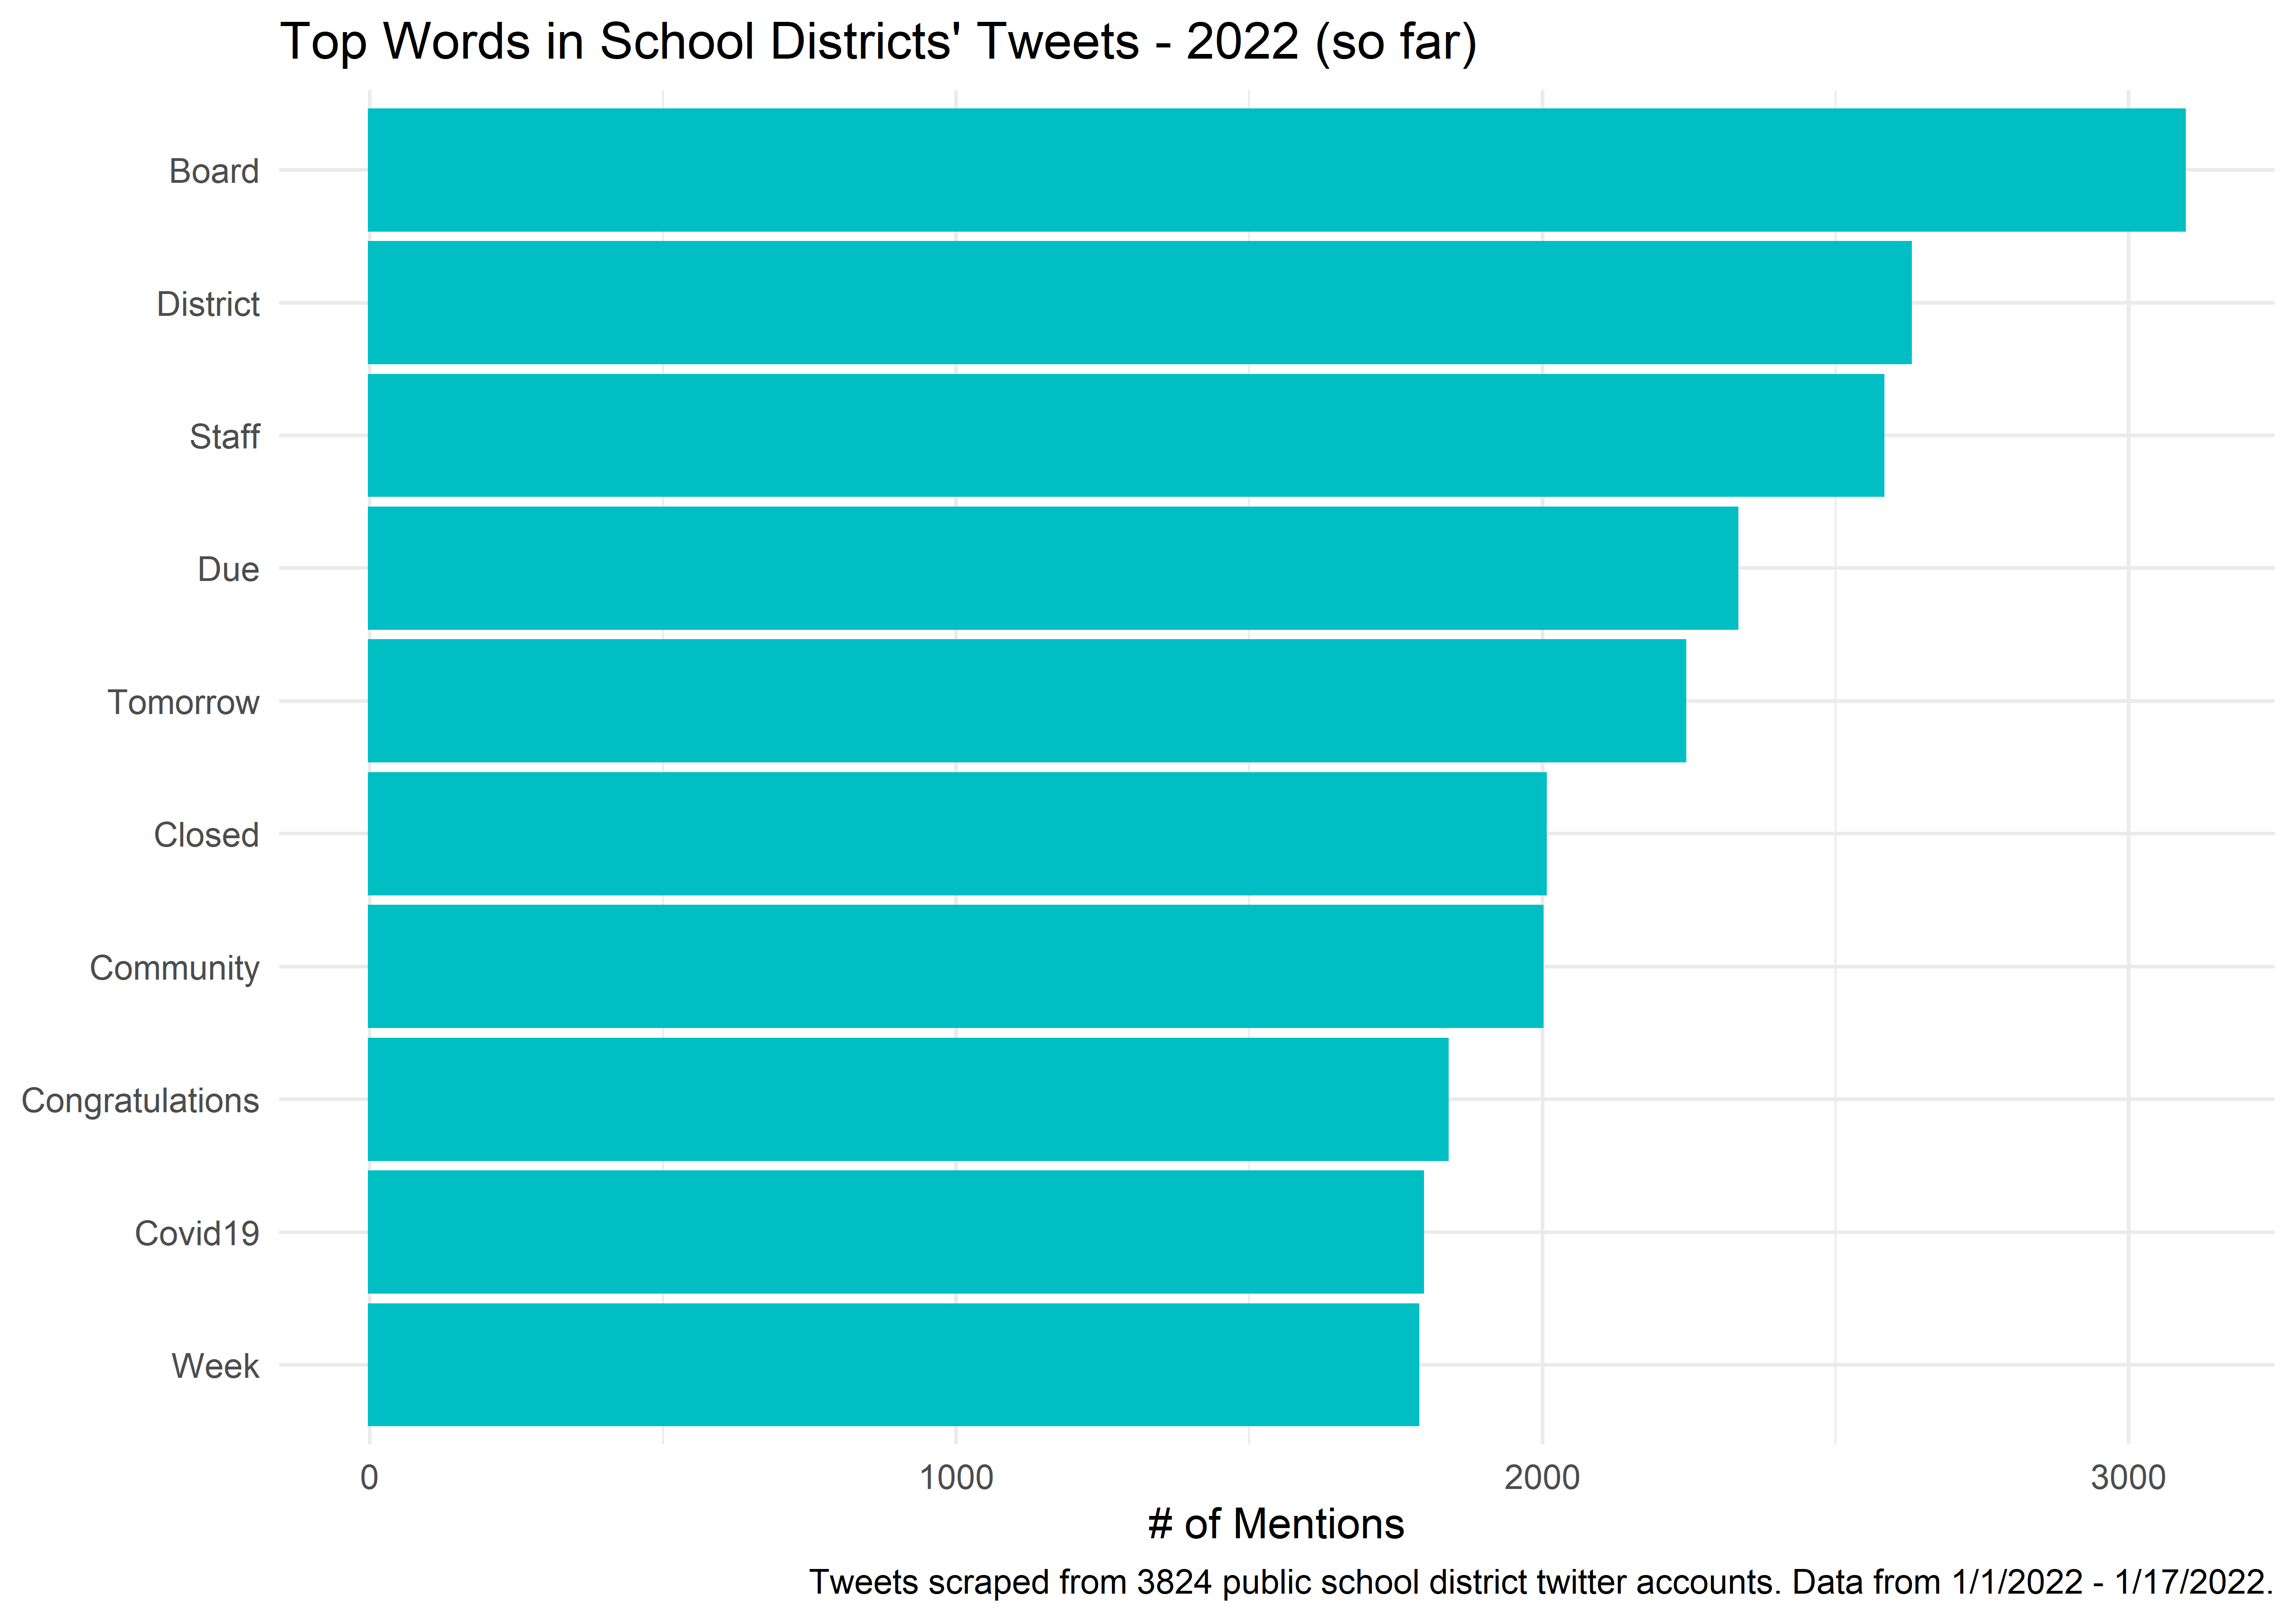 Top Words in School Districts' Tweets - 2022 (so far)
Board
District
Staff
Due
Tomorrow
Closed
Community
Congratulations
Covid19
Week
0 1000 2000 3000
# of Mentions
Tweets scraped from 3824 public school district twitter accounts. Data from 1/1/2022 - 1/17/2022.